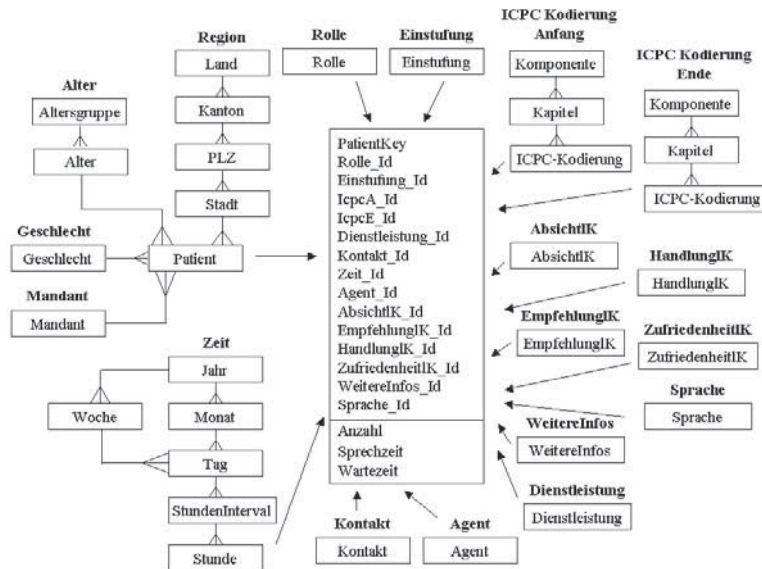 Region
Land
Kanton
PLZ
Stadt
Alter
Altersgruppe
Alter
Geschlecht
Geschlecht
Patient
Mandant
Mandant
Zeit
Jahr
Woche
Monat
Tag
StundenInterval
Stunde
Rolle
Rolle
Einstufung
Einstufung
PatientKey
Rolle_Id
Einstufung_Id
IcpcA_Id
IcpcE_Id
Dienstleistung_Id
Kontakt_Id
Zeit_Id
Agent_Id
AbsichtIK_Id
EmpfehlungIK_Id
HandlungIK_Id
ZufriedenheitIK_Id
WeitereInfos_Id
Sprache_Id
Anzahl
Sprechzeit
Wartezeit
Kontakt
Kontakt
Agent
Agent
ICPC Kodierung
Anfang
Komponente
Kapitel
ICPC-Kodierung
ICPC Kodierung
Ende
Komponente
Kapitel
ICPC-Kodierung
AbsichtIK
AbsichtIK
HandlungIK
HandlungIK
EmpfehlungIK
EmpfehlungIK
ZufriedenheitIK
ZufriedenheitIK
Sprache
Sprache
WeitereInfos
WeitereInfos
Dienstleistung
Dienstleistung